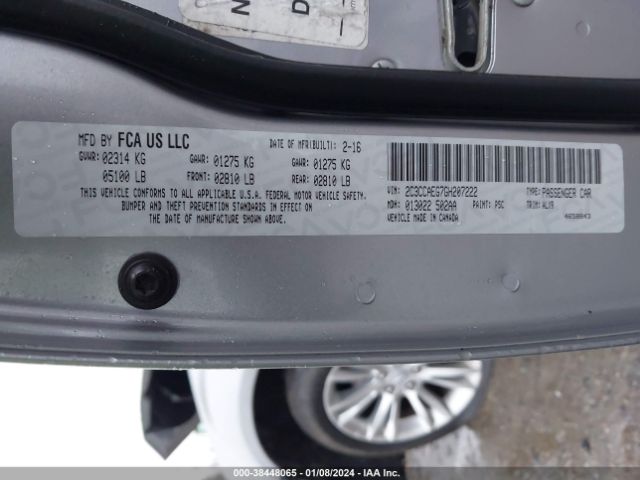 MFD BY FCA US LLC
DATE OF MFR(BUILT): 2-16
GVWR: 02314 KG GAWR: 01275 KG GAWR: 01275 KG
05100 LB FRONT: 02810 LB REAR: 02810 LB
THIS VEHICLE CONFORMS TO ALL APPLICABLE U.S.A. FEDERAL MOTOR VEHICLE SAFETY,
BUMPER AND THEFT PREVENTION STANDARDS IN EFFECT ON
THE DATE OF MANUFACTURE SHOWN ABOVE.
VIN: 2C3CCAEG7GH207222 TYPE: PASSENGER CAR
MDH: 013022 502AA PAINT: PSC TRIM: ALX9
VEHICLE MADE IN CANADA
N
D
000-38448065 - 01/08/2024 - IAA Inc.